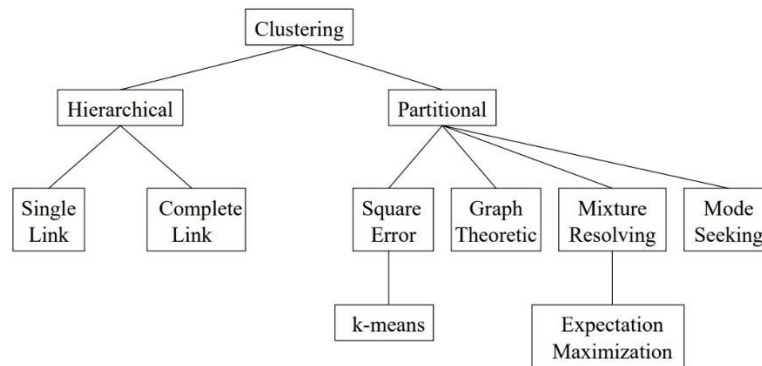 Clustering
Hierarchical
Partitional
Single
Link
Complete
Link
Square
Error
Graph
Theoretic
Mixture
Resolving
Mode
Seeking
k-means
Expectation
Maximization